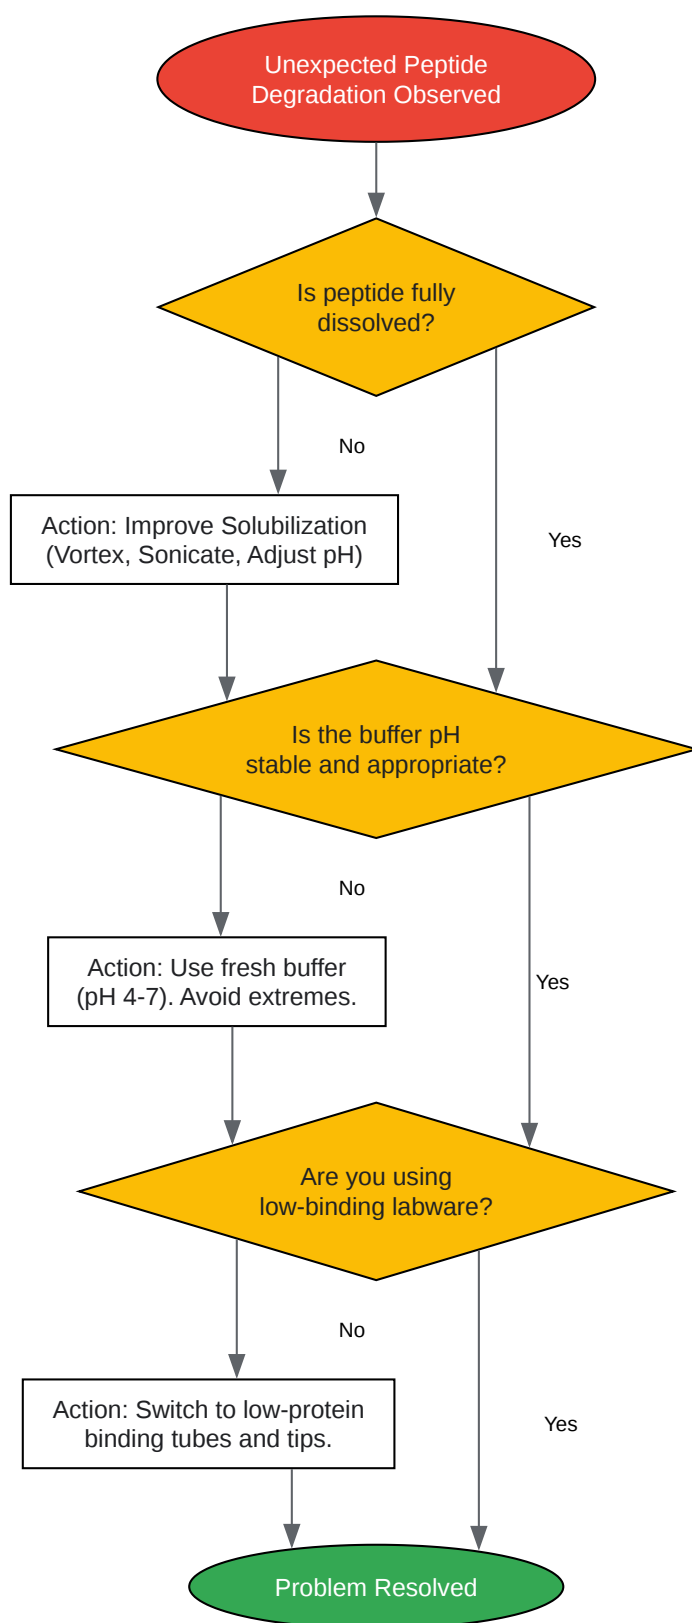 Unexpected Peptide
Degradation Observed
Is peptide fully
dissolved?
No
Action: Improve Solubilization
(Vortex, Sonicate, Adjust pH)
Yes
Is the buffer pH
stable and appropriate?
No
Action: Use fresh buffer
(pH 4-7). Avoid extremes.
Yes
Are you using
low-binding labware?
No
Action: Switch to low-protein
binding tubes and tips.
Yes
Problem Resolved